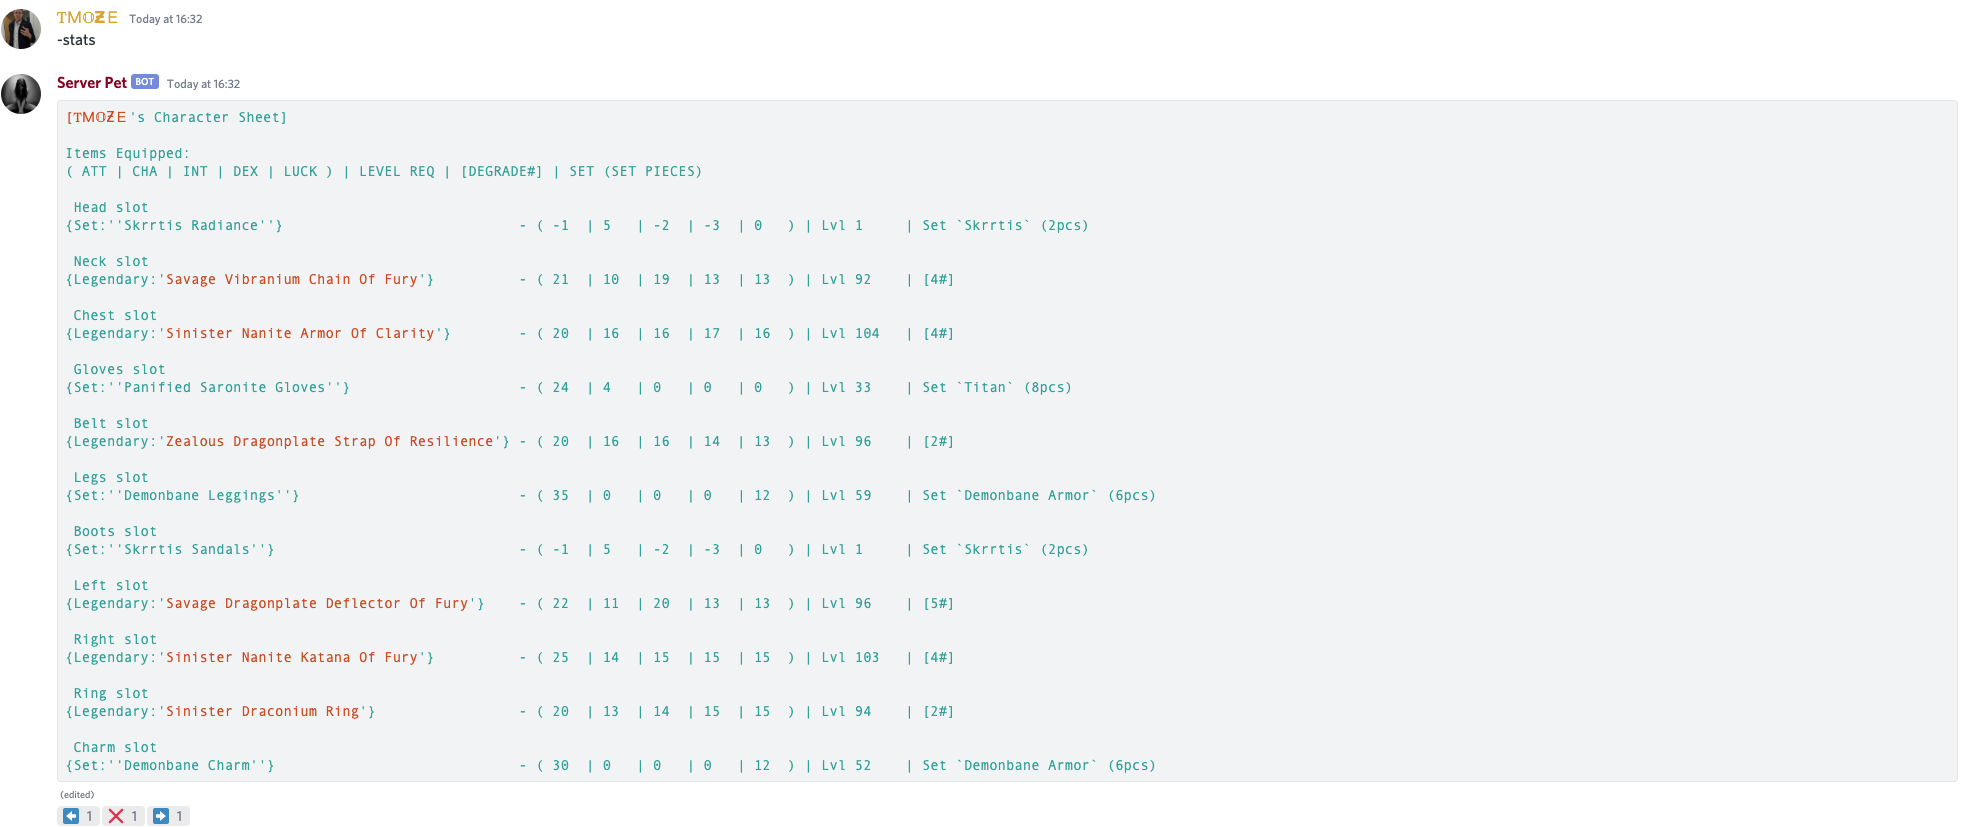 TMOZE Today at 16:32
-stats
Server Pet BOT Today at 16:32
[TMOZE's Character Sheet]
Items Equipped:
( ATT | CHA | INT | DEX | LUCK ) | LEVEL REQ | [DEGRADE#] | SET (SET PIECES)
Head slot
{Set:''Skrrtis Radiance''} - ( -1 | 5 | -2 | -3 | 0 ) | Lvl 1 | Set `Skrrtis` (2pcs)
Neck slot
{Legendary:'Savage Vibranium Chain Of Fury'} - ( 21 | 10 | 19 | 13 | 13 ) | Lvl 92 | [4#]
Chest slot
{Legendary:'Sinister Nanite Armor Of Clarity'} - ( 20 | 16 | 16 | 17 | 16 ) | Lvl 104 | [4#]
Gloves slot
{Set:''Panified Saronite Gloves''} - ( 24 | 4 | 0 | 0 | 0 ) | Lvl 33 | Set `Titan` (8pcs)
Belt slot
{Legendary:'Zealous Dragonplate Strap Of Resilience'} - ( 20 | 16 | 16 | 14 | 13 ) | Lvl 96 | [2#]
Legs slot
{Set:''Demonbane Leggings''} - ( 35 | 0 | 0 | 0 | 12 ) | Lvl 59 | Set `Demonbane Armor` (6pcs)
Boots slot
{Set:''Skrrtis Sandals''} - ( -1 | 5 | -2 | -3 | 0 ) | Lvl 1 | Set `Skrrtis` (2pcs)
Left slot
{Legendary:'Savage Dragonplate Deflector Of Fury'} - ( 22 | 11 | 20 | 13 | 13 ) | Lvl 96 | [5#]
Right slot
{Legendary:'Sinister Nanite Katana Of Fury'} - ( 25 | 14 | 15 | 15 | 15 ) | Lvl 103 | [4#]
Ring slot
{Legendary:'Sinister Draconium Ring'} - ( 20 | 13 | 14 | 15 | 15 ) | Lvl 94 | [2#]
Charm slot
{Set:''Demonbane Charm''} - ( 30 | 0 | 0 | 0 | 12 ) | Lvl 52 | Set `Demonbane Armor` (6pcs)
(edited)
1 1 1